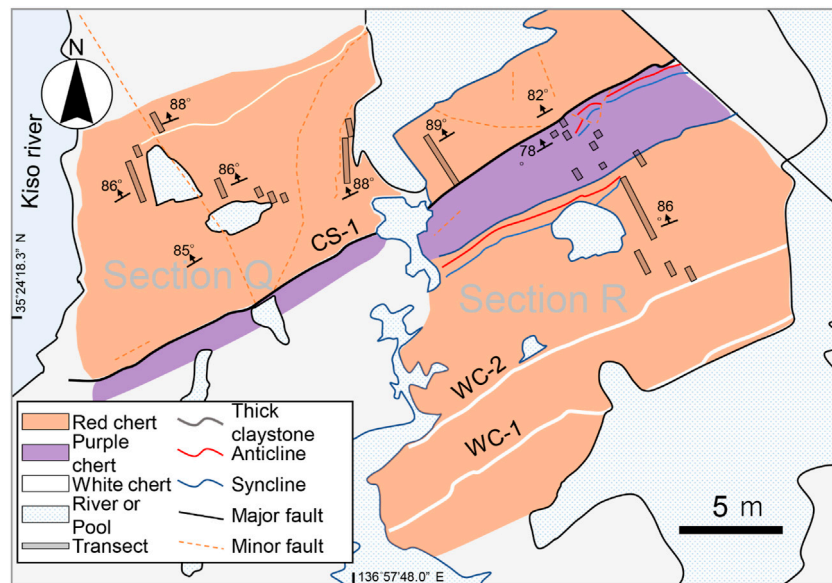 N
Kiso river
35°24'18.3" N
88°
86°
86°
88°
85°
CS-1
Section Q
89°
82°
78
°
86
°
Section R
WC-2
WC-1
Red chert
Purple
chert
White chert
River or
Pool
Transect
Thick
claystone
Anticline
Syncline
Major fault
Minor fault
5 m
136°57'48.0" E